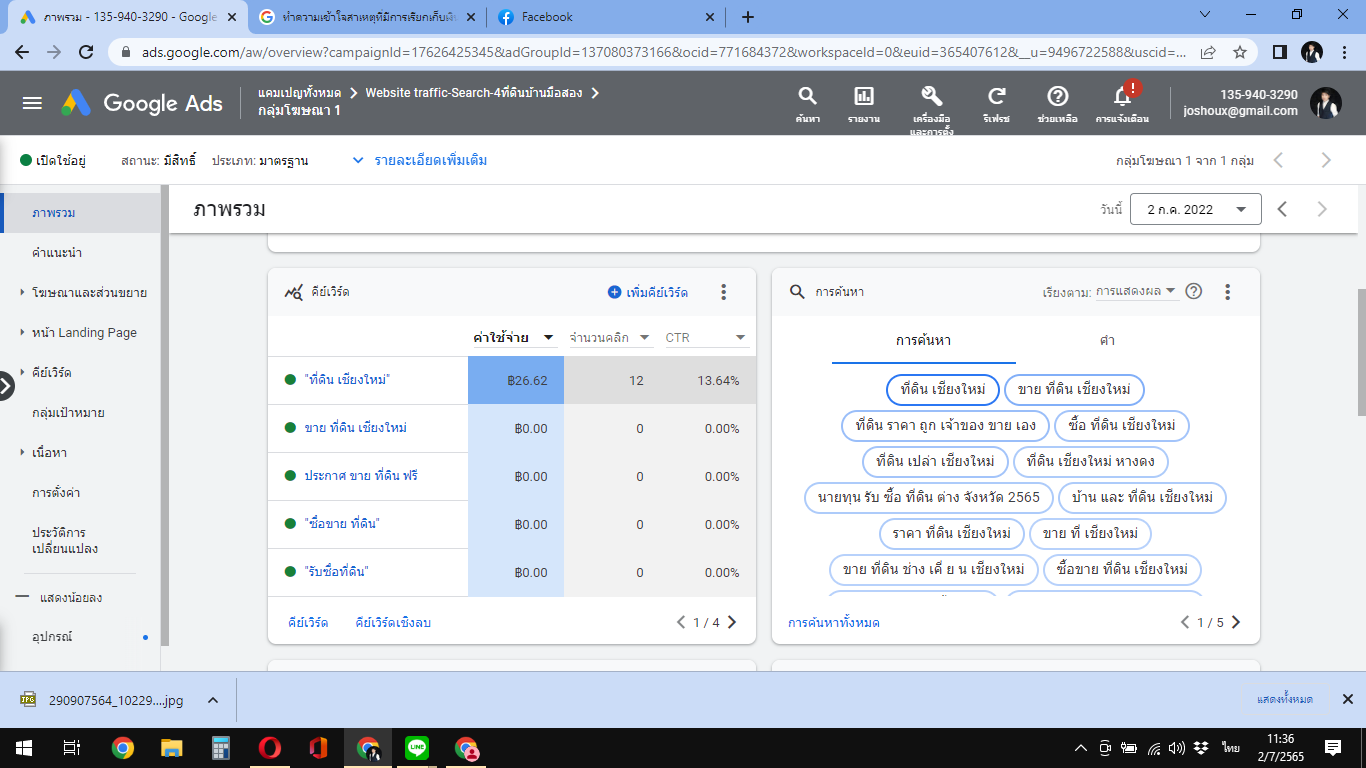 ภาพรวม - 135-940-3290 - Google
ทำความเข้าใจสาเหตุที่มีการเรียกเก็บเงิน
Facebook
ads.google.com/aw/overview?campaignId=17626425345&adGroupId=137080373166&ocid=771684372&workspaceId=0&euid=365407612&__u=9496722588&uscid=...
Google Ads
แคมเปญทั้งหมด
Website traffic-Search-4ที่ดินบ้านมือสอง
กลุ่มโฆษณา 1
ค้นหา
รายงาน
เครื่องมือ
และการตั้ง
รีเฟรช
ช่วยเหลือ
การแจ้งเตือน
135-940-3290
joshoux@gmail.com
เปิดใช้อยู่
สถานะ: มีสิทธิ์
ประเภท: มาตรฐาน
รายละเอียดเพิ่มเติม
กลุ่มโฆษณา 1 จาก 1 กลุ่ม
ภาพรวม
คำแนะนำ
โฆษณาและส่วนขยาย
หน้า Landing Page
คีย์เวิร์ด
กลุ่มเป้าหมาย
เนื้อหา
การตั้งค่า
ประวัติการ
เปลี่ยนแปลง
แสดงน้อยลง
อุปกรณ์
ภาพรวม
วันนี้
2 ก.ค. 2022
คีย์เวิร์ด
เพิ่มคีย์เวิร์ด
ค่าใช้จ่าย จำนวนคลิก CTR
"ที่ดิน เชียงใหม่" ฿26.62 12 13.64%
ขาย ที่ดิน เชียงใหม่ ฿0.00 0 0.00%
ประกาศ ขาย ที่ดิน ฟรี ฿0.00 0 0.00%
"ซื้อขาย ที่ดิน" ฿0.00 0 0.00%
"รับซื้อที่ดิน" ฿0.00 0 0.00%
คีย์เวิร์ด คีย์เวิร์ดเชิงลบ 1 / 4
การค้นหา
เรียงตาม: การแสดงผล
การค้นหา คำ
ที่ดิน เชียงใหม่ ขาย ที่ดิน เชียงใหม่
ที่ดิน ราคา ถูก เจ้าของ ขาย เอง ซื้อ ที่ดิน เชียงใหม่
ที่ดิน เปล่า เชียงใหม่ ที่ดิน เชียงใหม่ หางดง
นายทุน รับ ซื้อ ที่ดิน ต่าง จังหวัด 2565 บ้าน และ ที่ดิน เชียงใหม่
ราคา ที่ดิน เชียงใหม่ ขาย ที่ เชียงใหม่
ขาย ที่ดิน ช่าง เคี่ ย น เชียงใหม่ ซื้อขาย ที่ดิน เชียงใหม่
การค้นหาทั้งหมด 1 / 5
290907564_10229....jpg
แสดงทั้งหมด
ไทย
11:36
2/7/2565